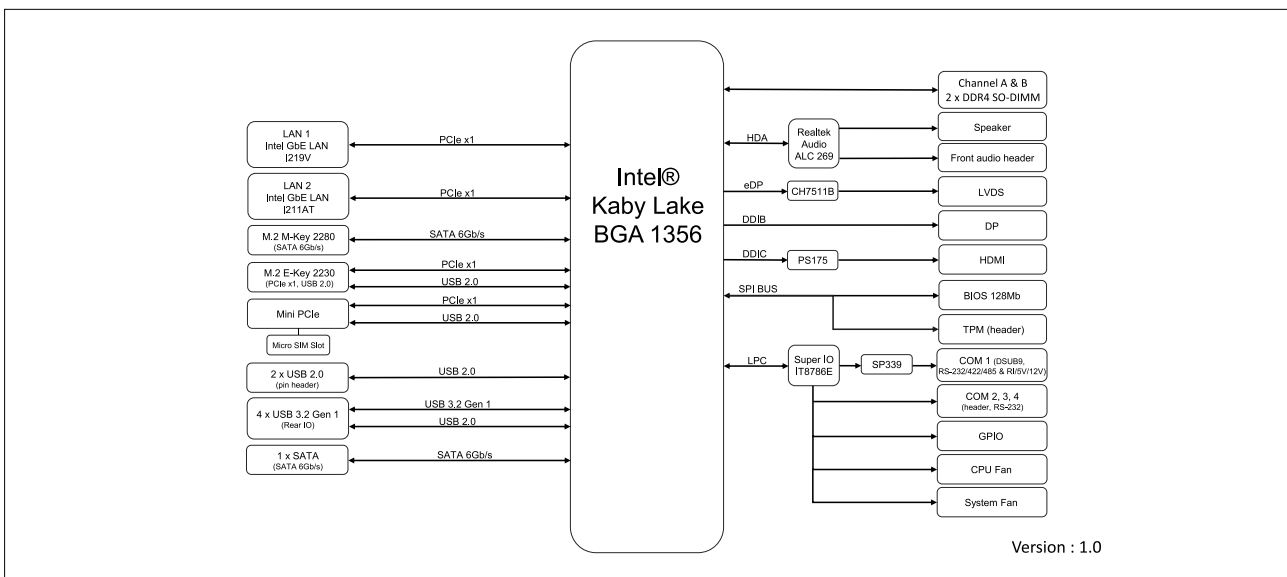 LAN 1
Intel GbE LAN
I219V
PCIe x1
LAN 2
Intel GbE LAN
I211AT
PCIe x1
M.2 M-Key 2280
(SATA 6Gb/s)
SATA 6Gb/s
M.2 E-Key 2230
(PCIe x1, USB 2.0)
PCIe x1
USB 2.0
Mini PCIe
PCIe x1
USB 2.0
Micro SIM Slot
2 x USB 2.0
(pin header)
USB 2.0
4 x USB 3.2 Gen 1
(Rear IO)
USB 3.2 Gen 1
USB 2.0
1 x SATA
(SATA 6Gb/s)
SATA 6Gb/s
Intel®
Kaby Lake
BGA 1356
Channel A & B
2 x DDR4 SO-DIMM
HDA
Realtek
Audio
ALC 269
Speaker
Front audio header
eDP
CH7511B
LVDS
DDIB
DP
DDIC
PS175
HDMI
SPI BUS
BIOS 128Mb
TPM (header)
LPC
Super IO
IT8786E
SP339
COM 1 (DSUB9,
RS-232/422/485 & RI/5V/12V)
COM 2, 3, 4
(header, RS-232)
GPIO
CPU Fan
System Fan
Version : 1.0